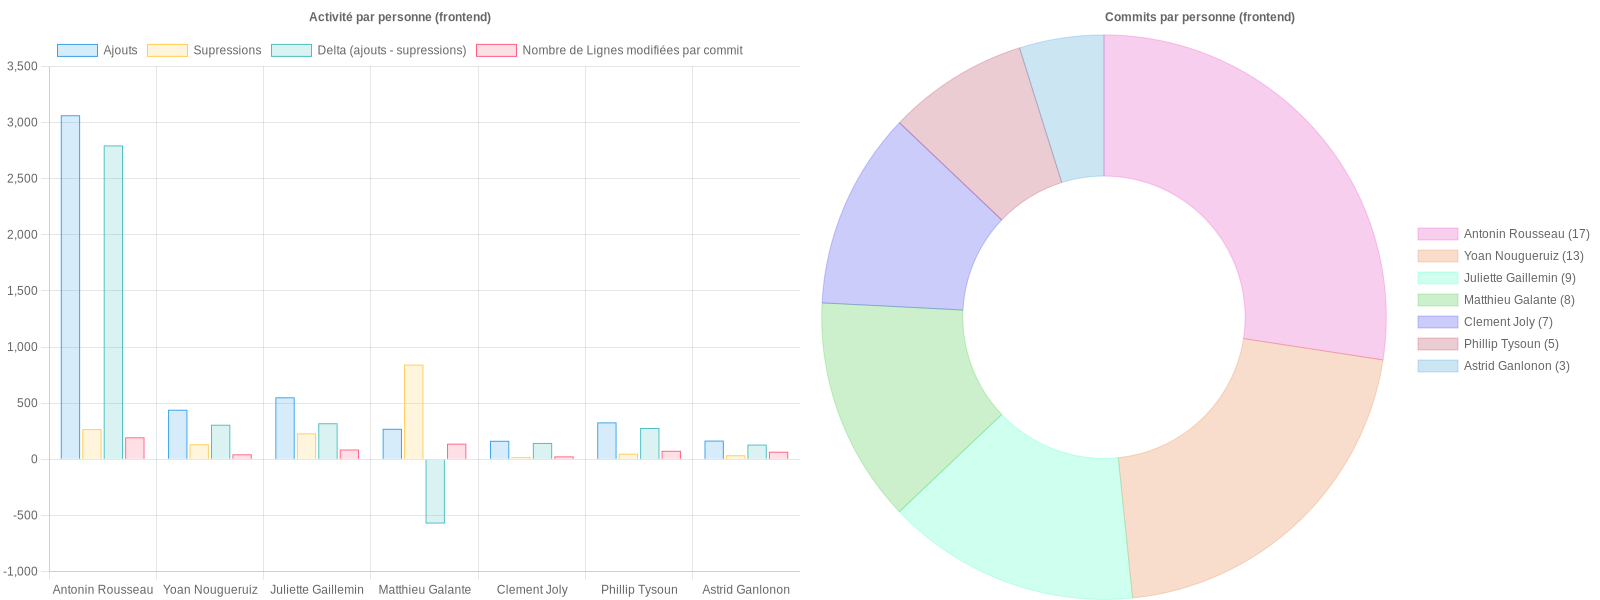 Activité par personne (frontend)
Ajouts
Supressions
Delta (ajouts - supressions)
Nombre de Lignes modifiées par commit
3,500
3,000
2,500
2,000
1,500
1,000
500
0
-500
-1,000
Antonin Rousseau
Yoan Nougueruiz
Juliette Gaillemin
Matthieu Galante
Clement Joly
Phillip Tysoun
Astrid Ganlonon
Commits par personne (frontend)
Antonin Rousseau (17)
Yoan Nougueruiz (13)
Juliette Gaillemin (9)
Matthieu Galante (8)
Clement Joly (7)
Phillip Tysoun (5)
Astrid Ganlonon (3)